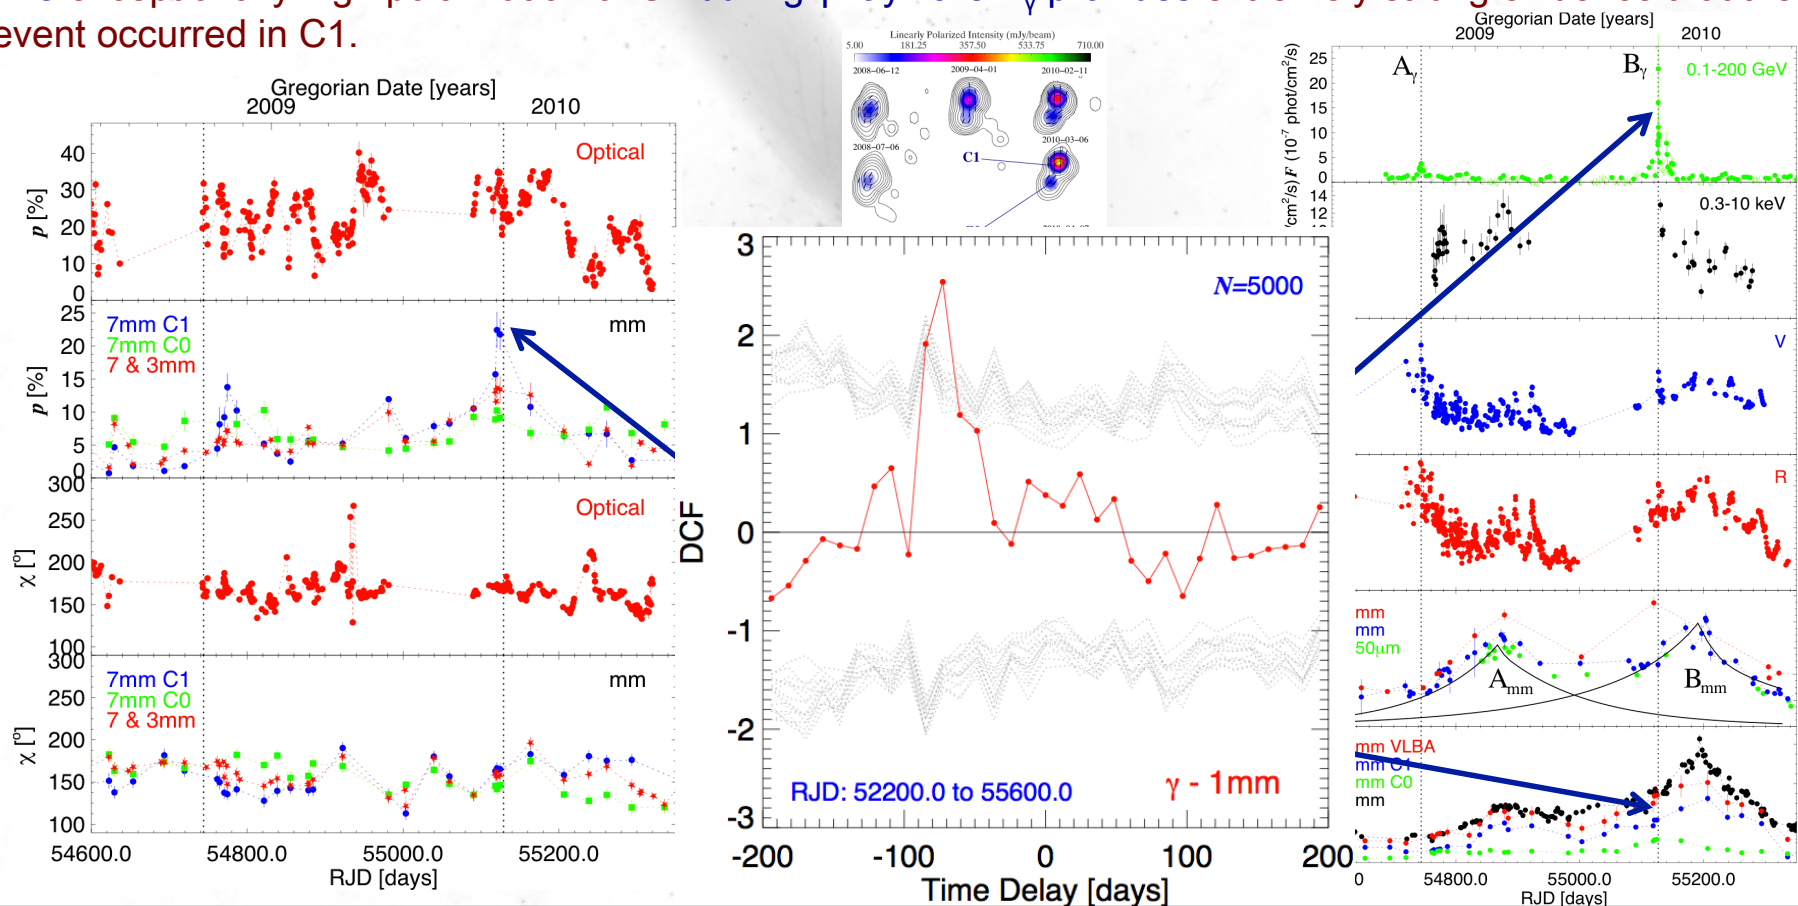 event occurred in C1.
Gregorian Date [years]
2009
2010
Optical
p [%]
40
30
20
10
0
7mm C1
7mm C0
7 & 3mm
mm
p [%]
25
20
15
10
5
0
Optical
χ [°]
300
250
200
150
100
7mm C1
7mm C0
7 & 3mm
mm
χ [°]
300
250
200
150
100
54600.0 54800.0 55000.0 55200.0
RJD [days]
Linearly Polarized Intensity (mJy/beam)
5.00 181.25 357.50 533.75 710.00
2008-06-12 2009-04-01 2010-02-11
2008-07-06 2010-03-06
C1
N=5000
DCF
3
2
1
0
-1
-2
-3
RJD: 52200.0 to 55600.0
γ - 1mm
-200 -100 0 100 200
Time Delay [days]
Gregorian Date [years]
2009 2010
Aγ
Bγ
0.1-200 GeV
F (10⁻⁷ phot/cm²/s)
25
20
15
10
5
0
0.3-10 keV
/cm²/s)
14
12
V
R
mm
mm
50μm
Amm
Bmm
mm VLBA
mm C1
mm C0
mm
0 54800.0 55000.0 55200.0
RJD [days]